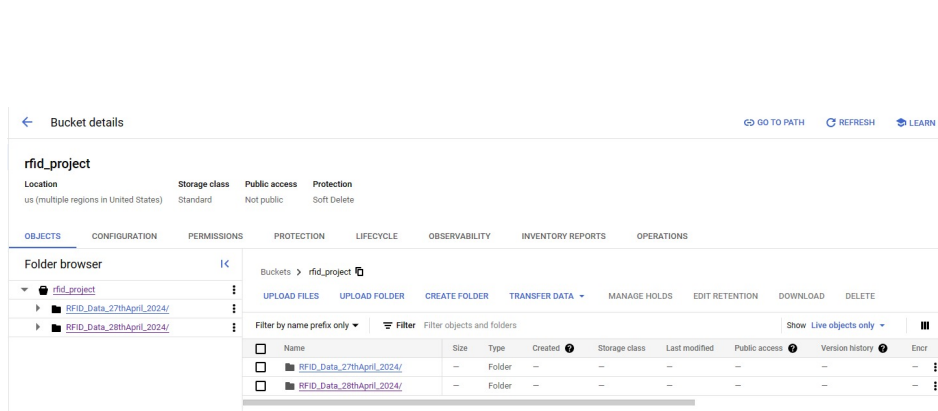 Bucket details
GO TO PATH REFRESH LEARN
rfid_project
Location Storage class Public access Protection
us (multiple regions in United States) Standard Not public Soft Delete
OBJECTS CONFIGURATION PERMISSIONS PROTECTION LIFECYCLE OBSERVABILITY INVENTORY REPORTS OPERATIONS
Folder browser
rfid_project
RFID_Data_27thApril_2024/
RFID_Data_28thApril_2024/
Buckets > rfid_project
UPLOAD FILES UPLOAD FOLDER CREATE FOLDER TRANSFER DATA MANAGE HOLDS EDIT RETENTION DOWNLOAD DELETE
Filter by name prefix only Filter Filter objects and folders Show Live objects only
Name Size Type Created Storage class Last modified Public access Version history Encr
RFID_Data_27thApril_2024/ — Folder — — — — — —
RFID_Data_28thApril_2024/ — Folder — — — — — —